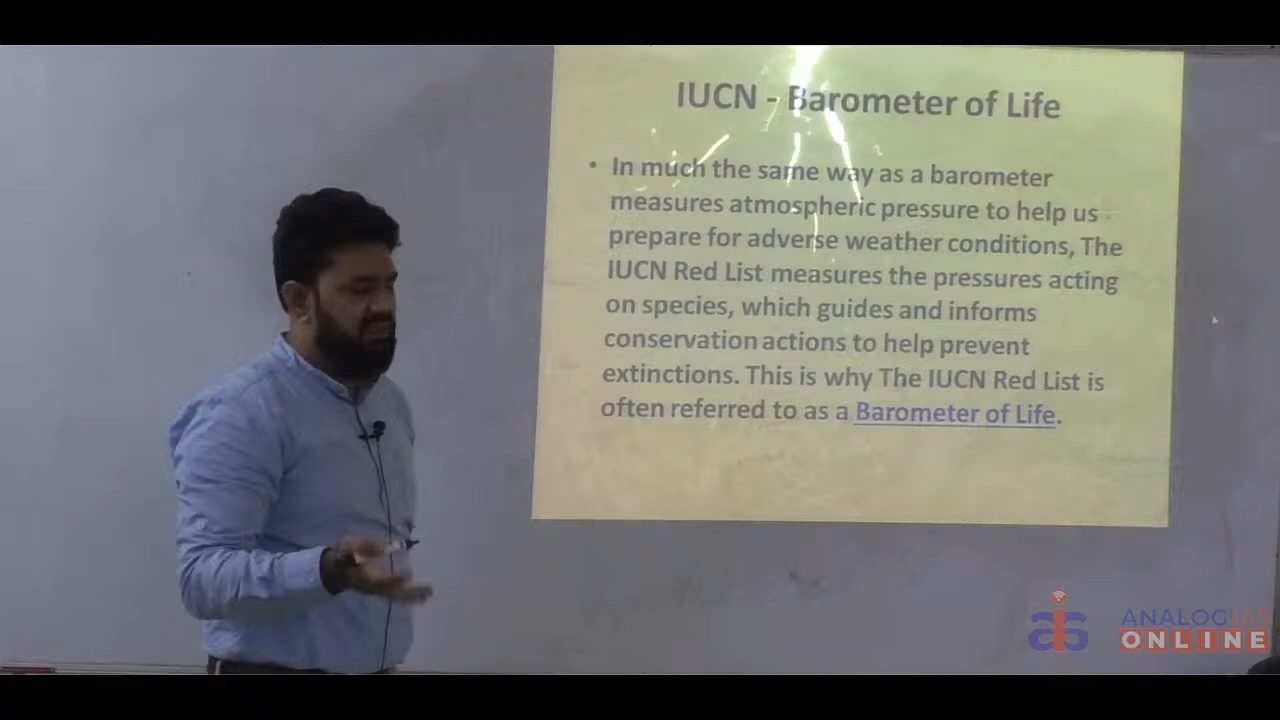 IUCN - Barometer of Life
• In much the same way as a barometer
measures atmospheric pressure to help us
prepare for adverse weather conditions, The
IUCN Red List measures the pressures acting
on species, which guides and informs
conservation actions to help prevent
extinctions. This is why The IUCN Red List is
often referred to as a Barometer of Life.
ais
ANALOG IAS
ONLINE